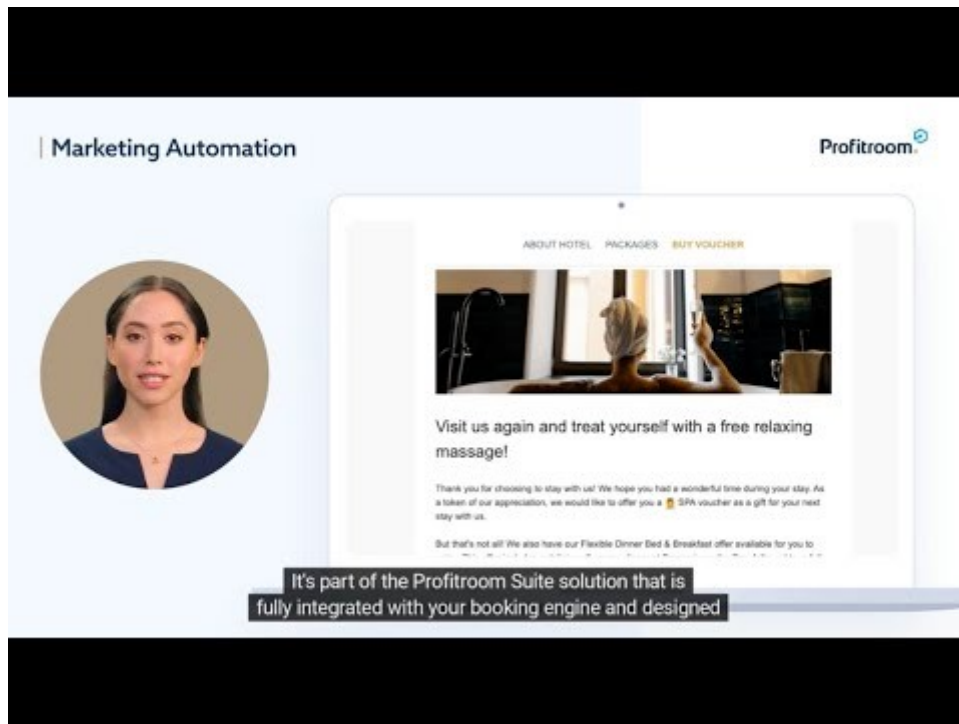 | Marketing Automation
Profitroom
ABOUT HOTEL PACKAGES BUY VOUCHER
Visit us again and treat yourself with a free relaxing
massage!
Thank you for choosing to stay with us! We hope you had a wonderful time during your stay. As
a token of our appreciation, we would like to offer you a 💆 SPA voucher as a gift for your next
stay with us.
But that's not all! We also have our Flexible Dinner Bed & Breakfast offer available for you to
It's part of the Profitroom Suite solution that is
fully integrated with your booking engine and designed